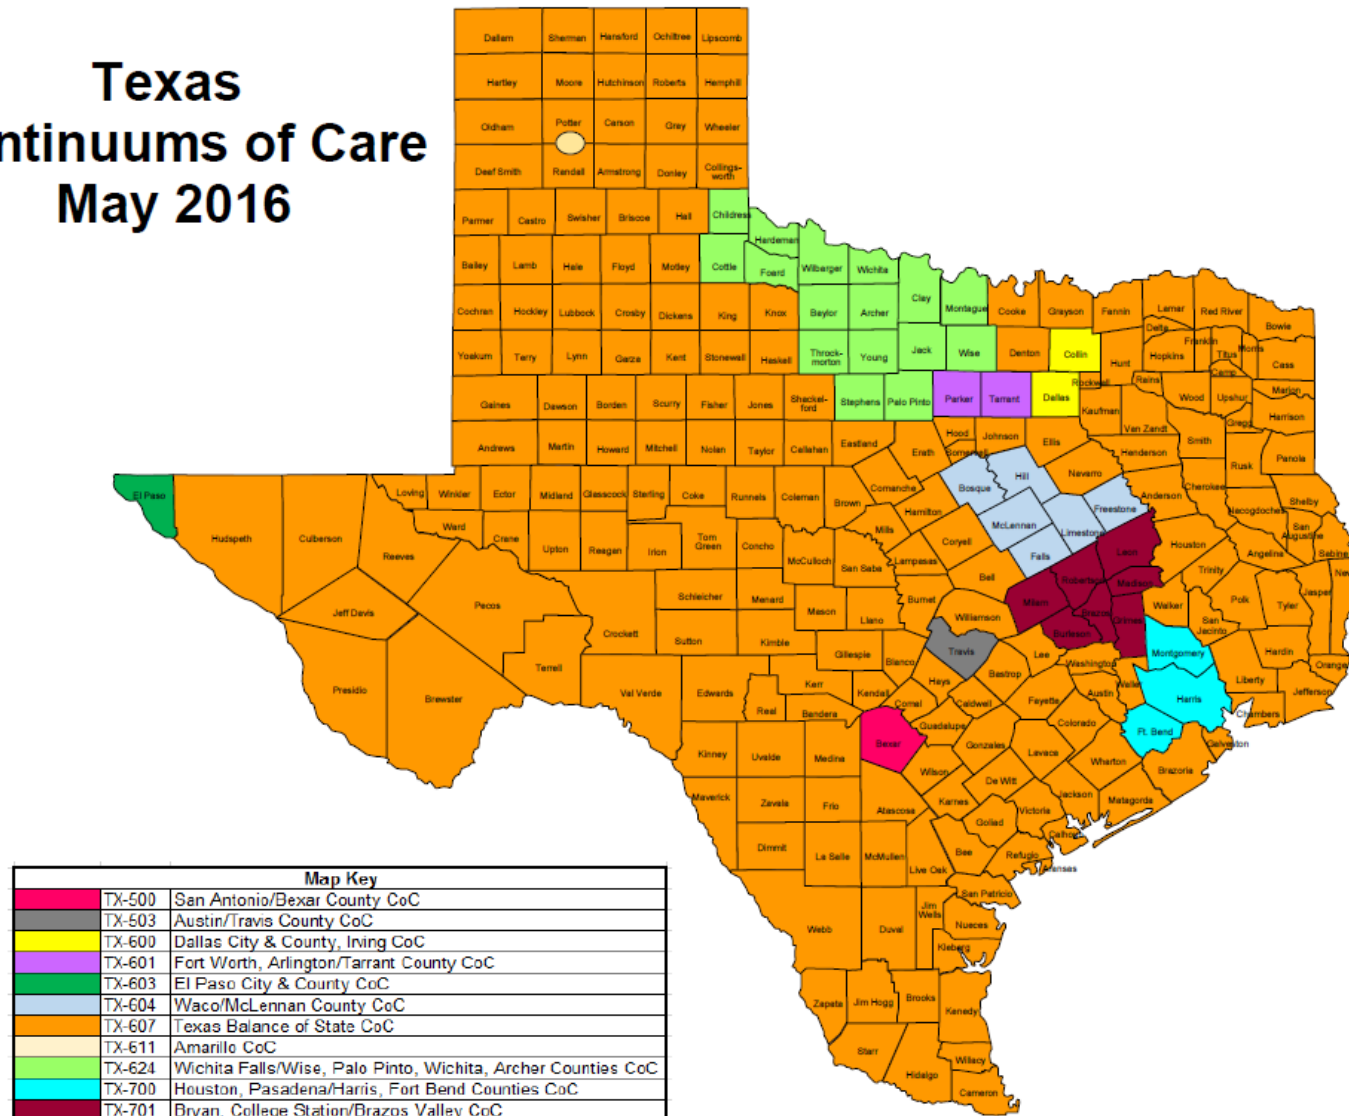 Texas
ntinuums of Care
May 2016
Dallam Sherman Hansford Ochiltree Lipscomb
Hartley Moore Hutchinson Roberts Hemphill
Oldham Potter Carson Gray Wheeler
Deaf Smith Randall Armstrong Donley Collings-
worth
Parmer Castro Swisher Briscoe Hall Childress
Hardeman
Bailey Lamb Hale Floyd Motley Cottle Foard Wilbarger Wichita
Clay
Cochran Hockley Lubbock Crosby Dickens King Knox Baylor Archer Montague Cooke Grayson Fannin Lamar Red River Bowie
Delta Franklin Titus Morris
Yoakum Terry Lynn Garza Kent Stonewall Haskell Throck-
morton Young Jack Wise Denton Collin Hunt Hopkins Camp Cass
Rockwall Rains Marion
Gaines Dawson Borden Scurry Fisher Jones Shackel-
ford Stephens Palo Pinto Parker Tarrant Dallas Kaufman Wood Upshur Harrison
Gregg
Van Zandt
Andrews Martin Howard Mitchell Nolan Taylor Callahan Eastland Erath Hood Johnson Ellis Smith
Somervell Henderson Rusk Panola
El Paso Loving Winkler Ector Midland Glasscock Sterling Coke Runnels Coleman Brown Comanche Bosque Hill Navarro Anderson Cherokee Shelby
Hamilton Freestone Nacogdoches
Hudspeth Culberson Reeves Ward Crane Upton Reagan Irion Tom
Green Concho McCulloch San Saba Mills Coryell McLennan Limestone Houston Angelina San
Augustine Sabine
Lampasas Falls Leon Trinity New
Jeff Davis Pecos Schleicher Menard Mason Llano Burnet Bell Milam Robertson Madison Walker Polk Tyler Jasper
Brazos Grimes San
Jacinto
Presidio Brewster Terrell Crockett Sutton Kimble Gillespie Blanco Travis Williamson Lee Burleson Montgomery Hardin Orange
Washington
Val Verde Edwards Real Kerr Bandera Kendall Comal Hays Bastrop Caldwell Fayette Austin Waller Harris Liberty Jefferson
Chambers
Kinney Uvalde Medina Bexar Guadalupe Gonzales Lavaca Colorado Ft. Bend Galveston
Wilson Wharton Brazoria
Maverick Zavala Frio Atascosa Karnes De Witt Victoria Jackson Matagorda
Goliad Calhoun
Dimmit La Salle McMullen Live Oak Bee Refugio Aransas
San Patricio
Webb Duval Jim
Wells Nueces
Kleberg
Zapata Jim Hogg Brooks Kenedy
Starr Hidalgo Willacy
Cameron
Map Key
TX-500 San Antonio/Bexar County CoC
TX-503 Austin/Travis County CoC
TX-600 Dallas City & County, Irving CoC
TX-601 Fort Worth, Arlington/Tarrant County CoC
TX-603 El Paso City & County CoC
TX-604 Waco/McLennan County CoC
TX-607 Texas Balance of State CoC
TX-611 Amarillo CoC
TX-624 Wichita Falls/Wise, Palo Pinto, Wichita, Archer Counties CoC
TX-700 Houston, Pasadena/Harris, Fort Bend Counties CoC
TX-701 Bryan, College Station/Brazos Valley CoC